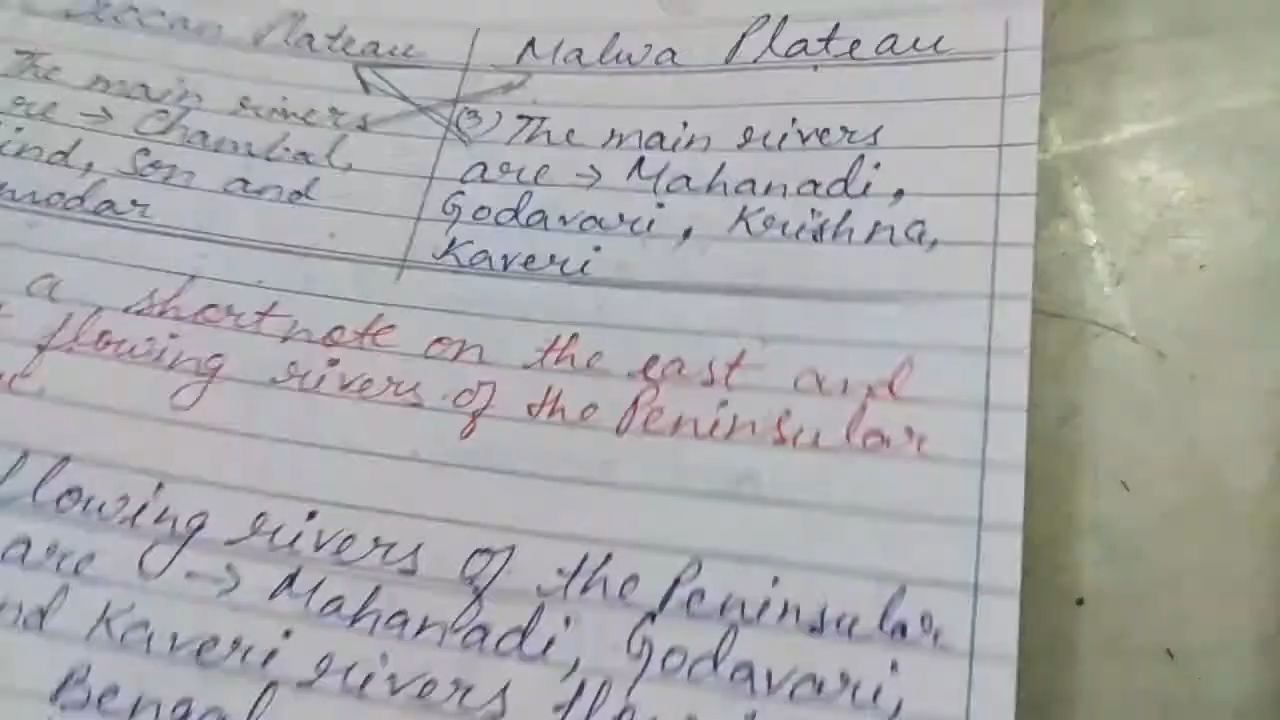 Plateau | Malwa Plateau
The main rivers
are → Chambal,
Sind, Son and
(3) The main rivers
are → Mahanadi,
Godavari, Krishna,
Kaveri
a short note on the east and
flowing rivers of the Peninsular
flowing rivers of the Peninsular
are → Mahanadi, Godavari,
and Kaveri rivers
Bengal